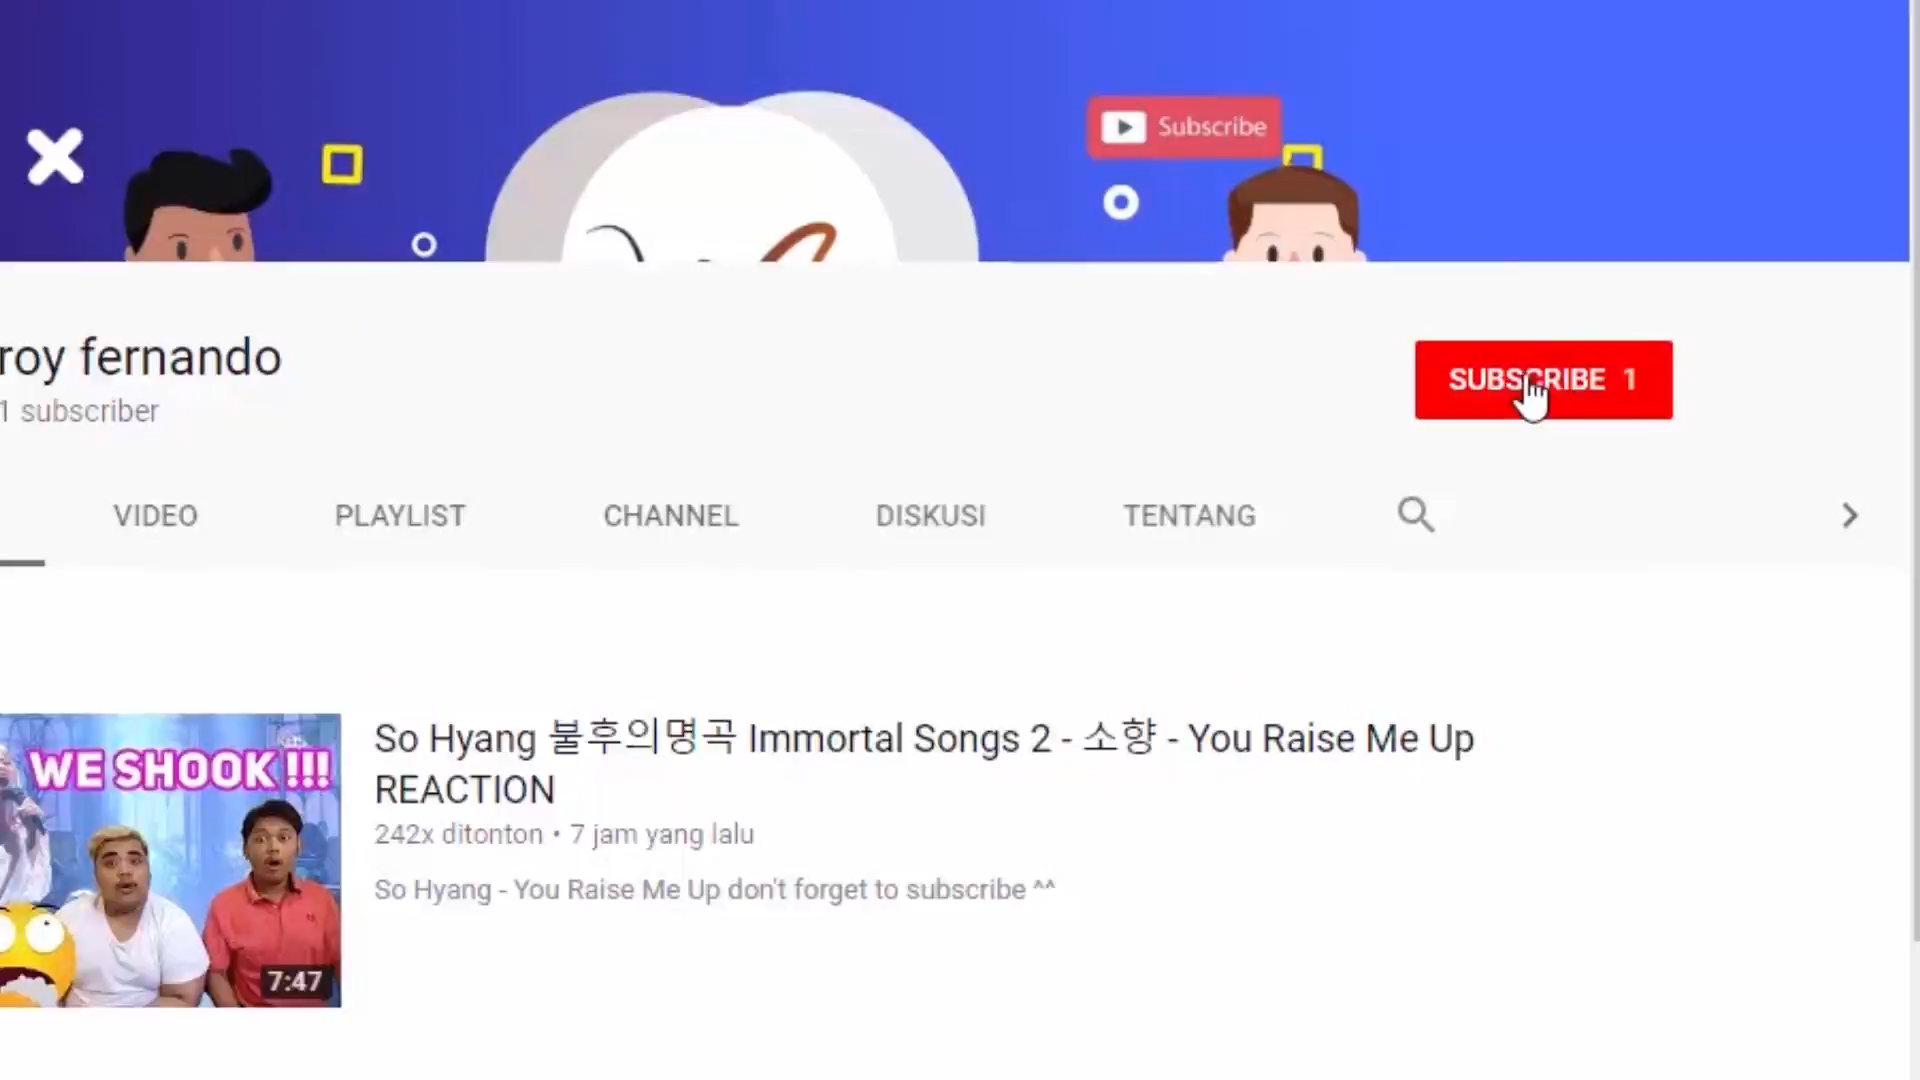 Subscribe
roy fernando
SUBSCRIBE 1
1 subscriber
VIDEO PLAYLIST CHANNEL DISKUSI TENTANG
WE SHOOK !!!
7:47
So Hyang 불후의명곡 Immortal Songs 2 - 소향 - You Raise Me Up
REACTION
242x ditonton • 7 jam yang lalu
So Hyang - You Raise Me Up don't forget to subscribe ^^